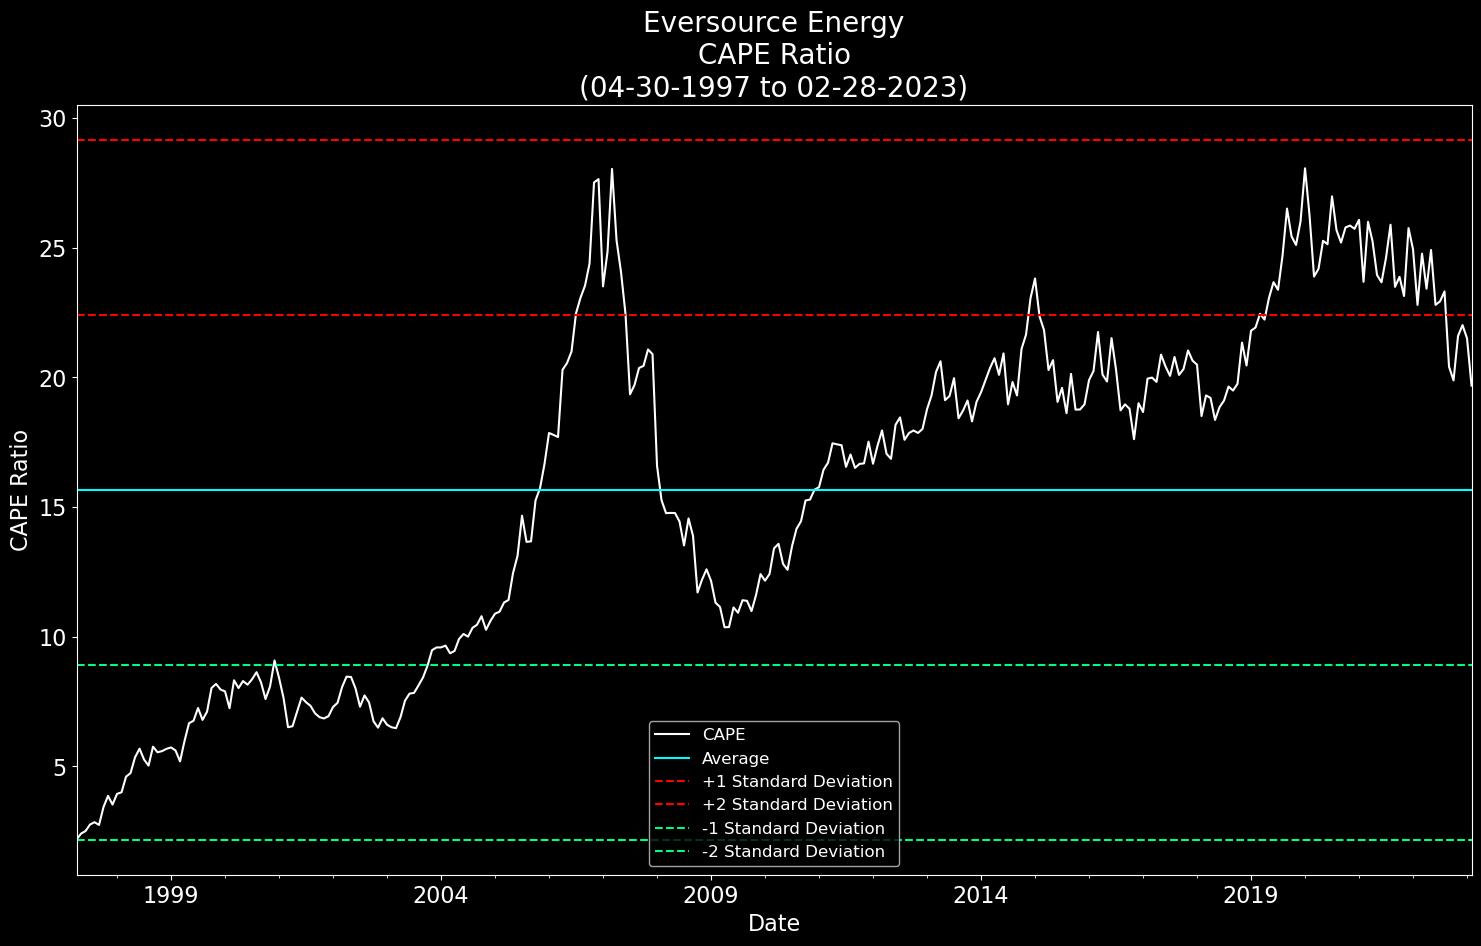 Eversource Energy
CAPE Ratio
(04-30-1997 to 02-28-2023)
30
25
20
15
10
5
CAPE Ratio
CAPE
Average
+1 Standard Deviation
+2 Standard Deviation
-1 Standard Deviation
-2 Standard Deviation
1999
2004
2009
2014
2019
Date